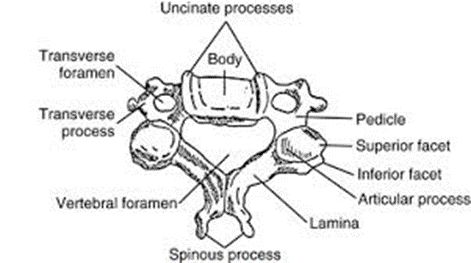 Uncinate processes
Transverse
foramen
Body
Transverse
process
Pedicle
Superior facet
Inferior facet
Articular process
Vertebral foramen
Lamina
Spinous process